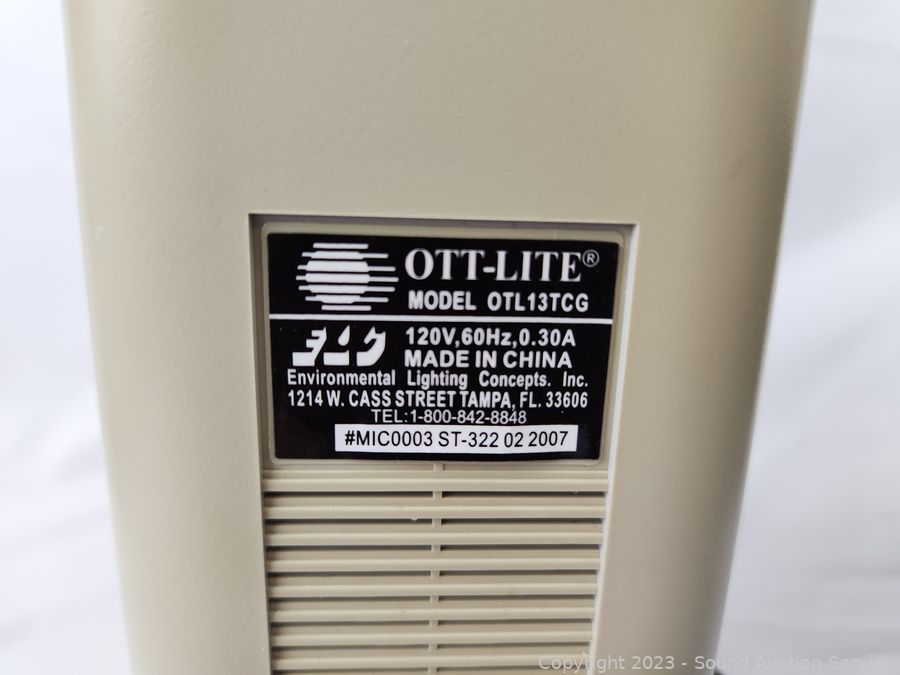 OTT-LITE®
MODEL OTL13TCG
120V,60Hz,0.30A
MADE IN CHINA
Environmental Lighting Concepts. Inc.
1214 W. CASS STREET TAMPA, FL. 33606
TEL:1-800-842-8848
#MIC0003 ST-322 02 2007
Copyright 2023 - Sound Auction Service